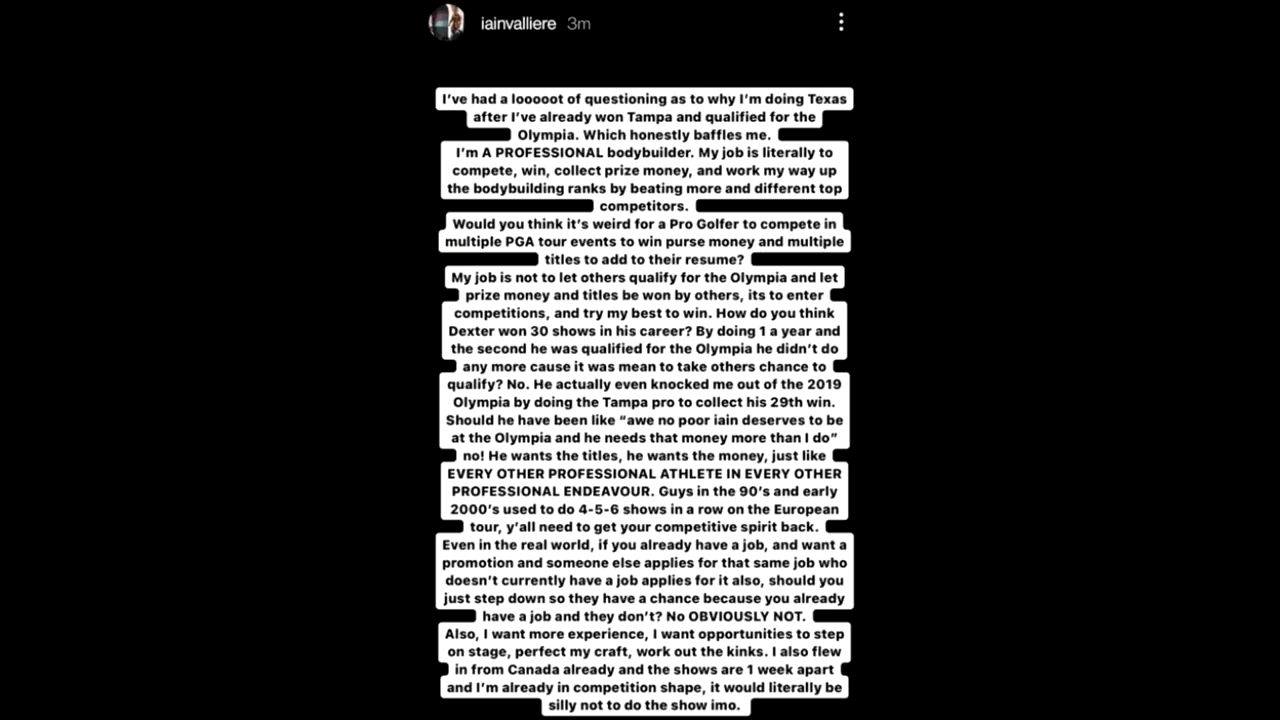 iainvalliere 3m
I've had a looooot of questioning as to why I'm doing Texas
after I've already won Tampa and qualified for the
Olympia. Which honestly baffles me.
I'm A PROFESSIONAL bodybuilder. My job is literally to
compete, win, collect prize money, and work my way up
the bodybuilding ranks by beating more and different top
competitors.
Would you think it's weird for a Pro Golfer to compete in
multiple PGA tour events to win purse money and multiple
titles to add to their resume?
My job is not to let others qualify for the Olympia and let
prize money and titles be won by others, its to enter
competitions, and try my best to win. How do you think
Dexter won 30 shows in his career? By doing 1 a year and
the second he was qualified for the Olympia he didn't do
any more cause it was mean to take others chance to
qualify? No. He actually even knocked me out of the 2019
Olympia by doing the Tampa pro to collect his 29th win.
Should he have been like “awe no poor iain deserves to be
at the Olympia and he needs that money more than I do”
no! He wants the titles, he wants the money, just like
EVERY OTHER PROFESSIONAL ATHLETE IN EVERY OTHER
PROFESSIONAL ENDEAVOUR. Guys in the 90's and early
2000's used to do 4-5-6 shows in a row on the European
tour, y'all need to get your competitive spirit back.
Even in the real world, if you already have a job, and want a
promotion and someone else applies for that same job who
doesn't currently have a job applies for it also, should you
just step down so they have a chance because you already
have a job and they don't? No OBVIOUSLY NOT.
Also, I want more experience, I want opportunities to step
on stage, perfect my craft, work out the kinks. I also flew
in from Canada already and the shows are 1 week apart
and I'm already in competition shape, it would literally be
silly not to do the show imo.